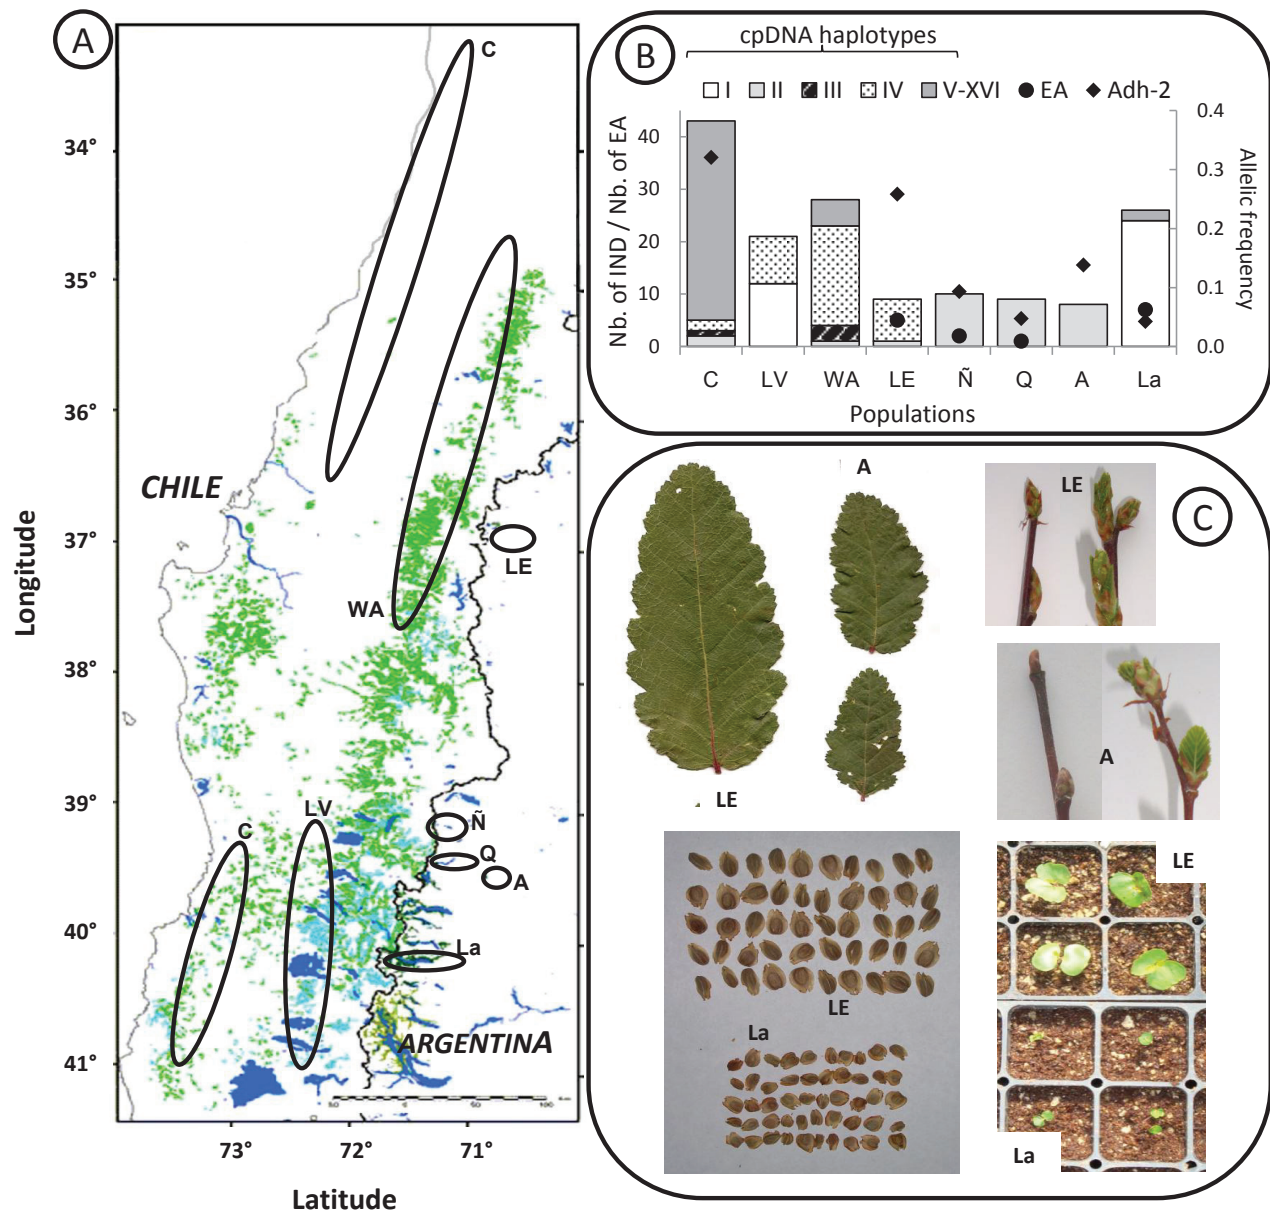 A
C
34°
35°
36°
CHILE
37°
LE
WA
38°
39°
LV
C
Ñ
Q
A
40°
La
ARGENTINA
41°
73°
72°
71°
Longitude
Latitude
B
cpDNA haplotypes
I II III IV V-XVI EA Adh-2
Nb. of IND / Nb. of EA
40
30
20
10
0
0.4
0.3
0.2
0.1
0.0
Allelic frequency
C LV WA LE Ñ Q A La
Populations
C
A
LE
LE
A
LE
La
LE
La